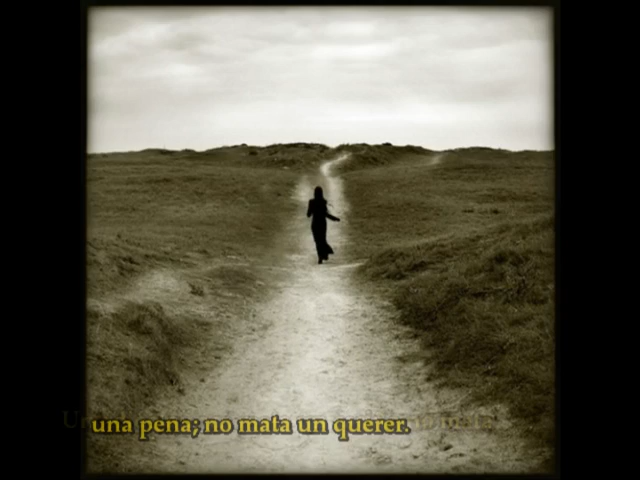 una pena; no mata un querer.